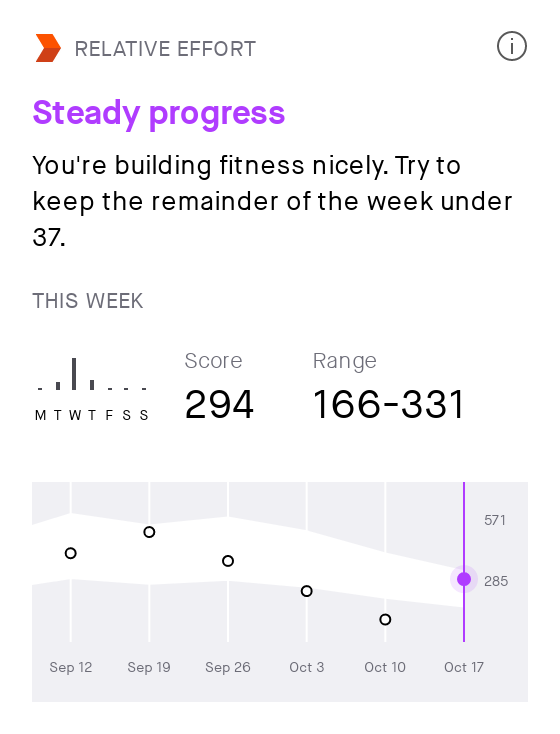 RELATIVE EFFORT
Steady progress
You're building fitness nicely. Try to
keep the remainder of the week under
37.
THIS WEEK
Score
Range
294
166-331
M T W T F S S
571
285
Sep 12
Sep 19
Sep 26
Oct 3
Oct 10
Oct 17